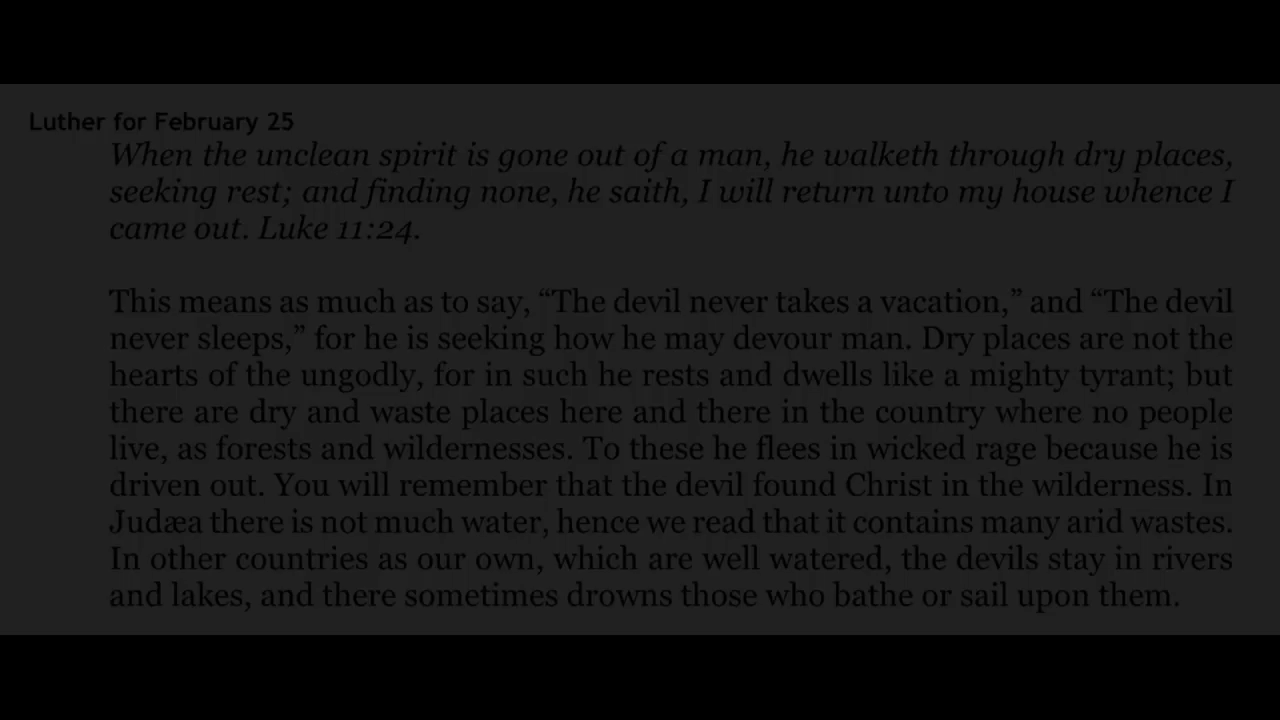 Luther for February 25
When the unclean spirit is gone out of a man, he walketh through dry places,
seeking rest; and finding none, he saith, I will return unto my house whence I
came out. Luke 11:24.
This means as much as to say, “The devil never takes a vacation,” and “The devil
never sleeps,” for he is seeking how he may devour man. Dry places are not the
hearts of the ungodly, for in such he rests and dwells like a mighty tyrant; but
there are dry and waste places here and there in the country where no people
live, as forests and wildernesses. To these he flees in wicked rage because he is
driven out. You will remember that the devil found Christ in the wilderness. In
Judæa there is not much water, hence we read that it contains many arid wastes.
In other countries as our own, which are well watered, the devils stay in rivers
and lakes, and there sometimes drowns those who bathe or sail upon them.